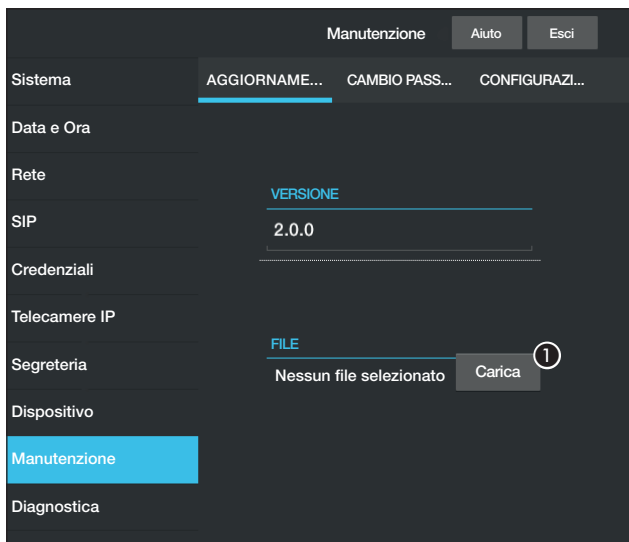 Manutenzione Aiuto Esci
Sistema AGGIORNAME... CAMBIO PASS... CONFIGURAZI...
Data e Ora
Rete
VERSIONE
SIP
2.0.0
Credenziali
Telecamere IP
FILE
1
Segreteria
Nessun file selezionato Carica
Dispositivo
Manutenzione
Diagnostica